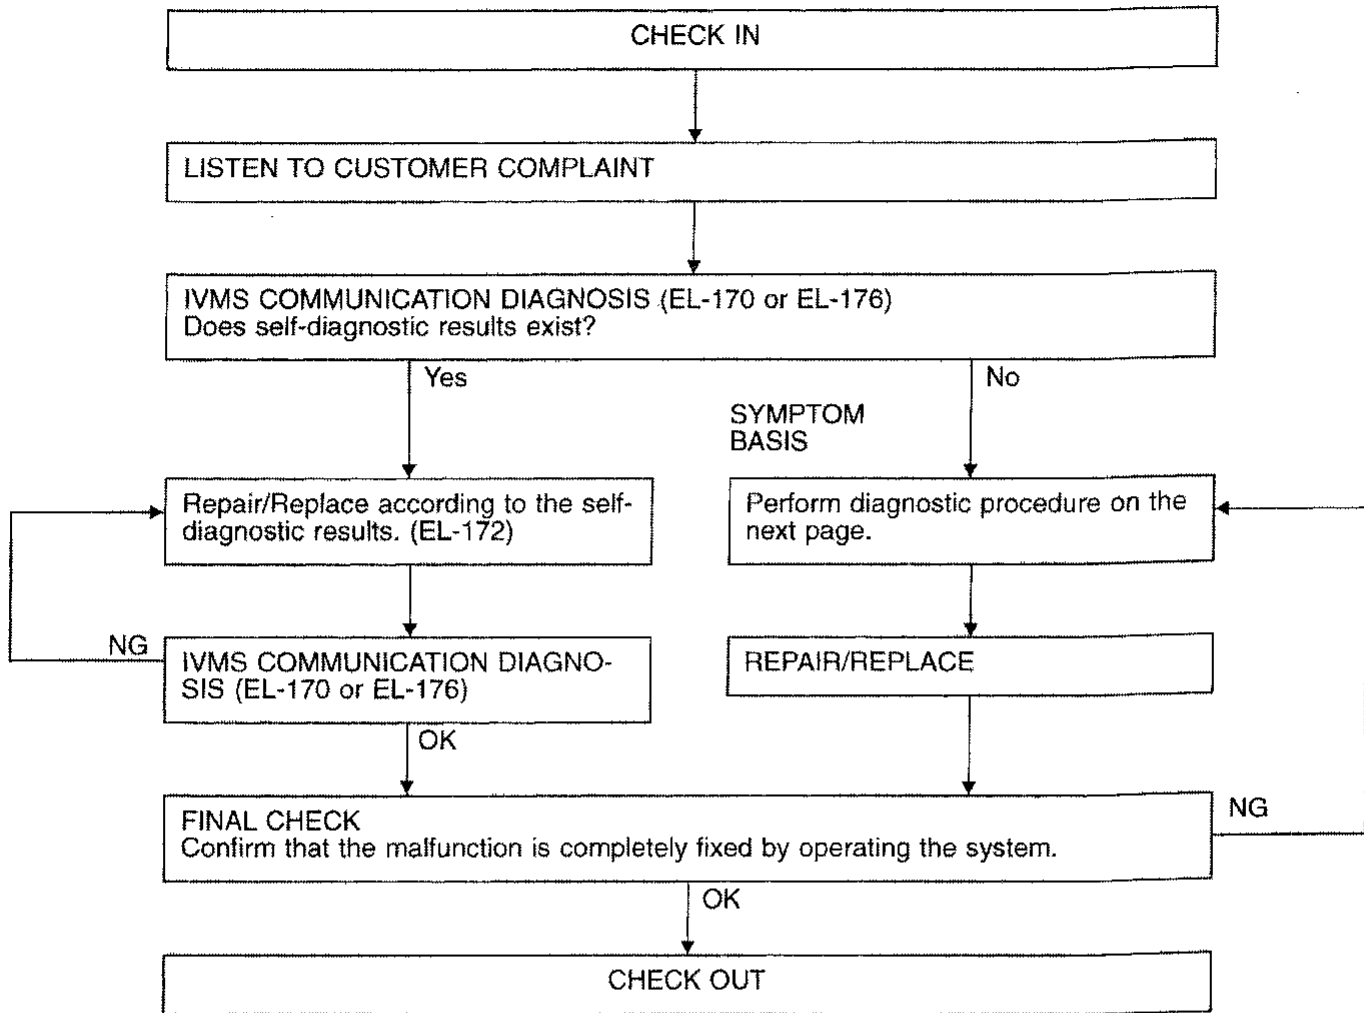 CHECK IN
LISTEN TO CUSTOMER COMPLAINT
IVMS COMMUNICATION DIAGNOSIS (EL-170 or EL-176)
Does self-diagnostic results exist?
Yes
No
SYMPTOM
BASIS
Repair/Replace according to the self-
diagnostic results. (EL-172)
Perform diagnostic procedure on the
next page.
NG
IVMS COMMUNICATION DIAGNO-
SIS (EL-170 or EL-176)
REPAIR/REPLACE
OK
FINAL CHECK
Confirm that the malfunction is completely fixed by operating the system.
NG
OK
CHECK OUT